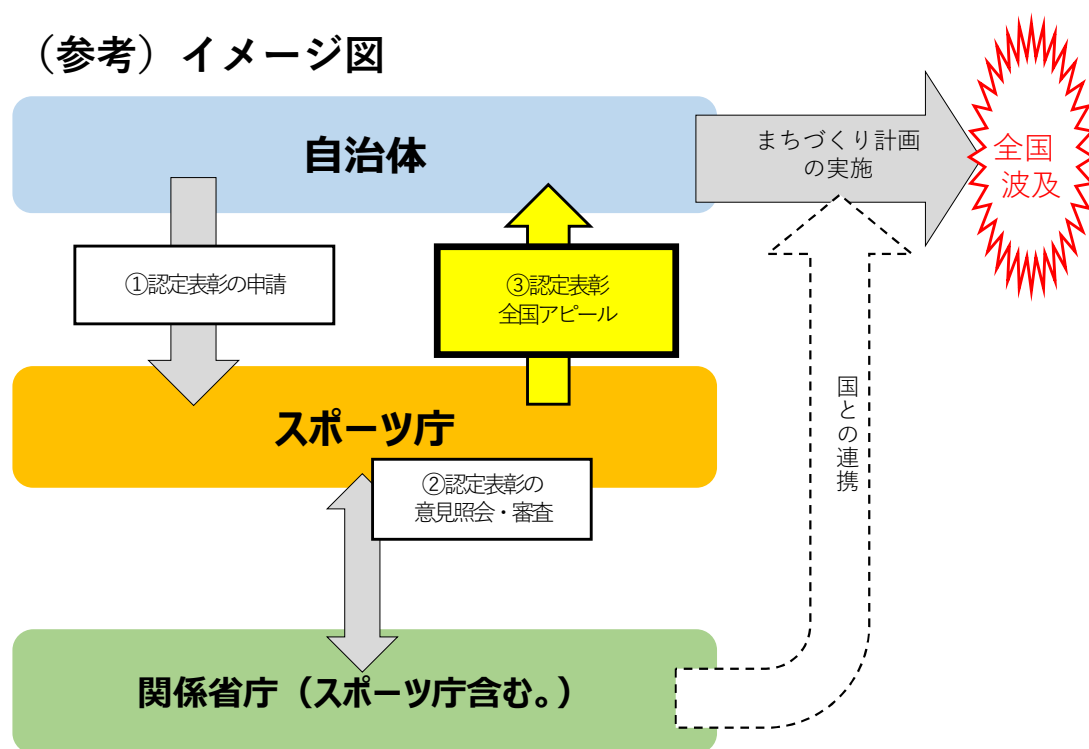 （参考）イメージ図
自治体
まちづくり計画
の実施
全国
波及
①認定表彰の申請
③認定表彰
全国アピール
スポーツ庁
②認定表彰の
意見照会・審査
国との連携
関係省庁（スポーツ庁含む。）